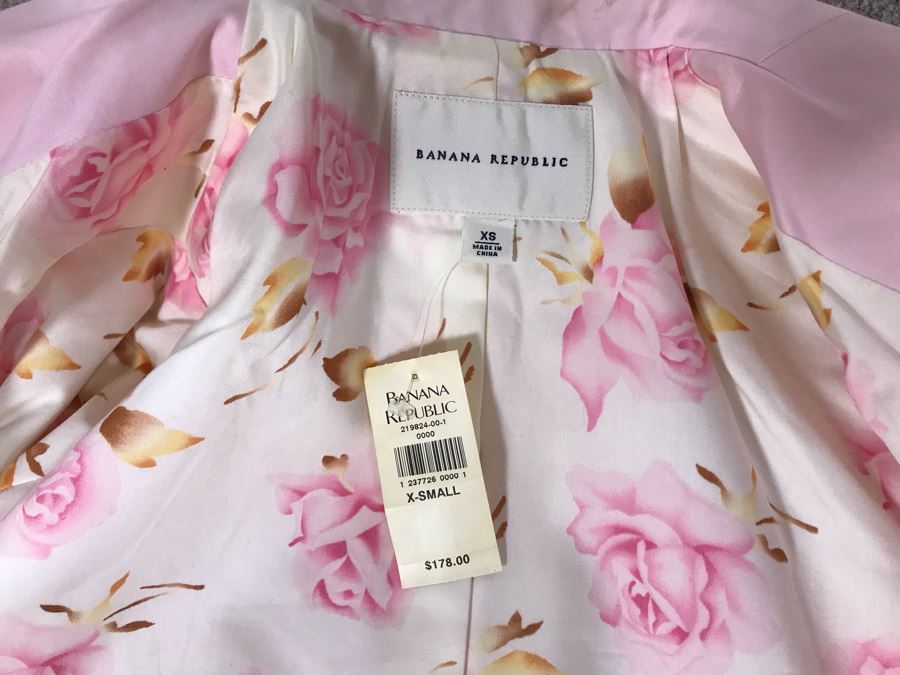 BANANA REPUBLIC
XS
MADE IN
CHINA
BANANA
REPUBLIC
219824-00-1
0000
1 237726 0000 1
X-SMALL
$178.00